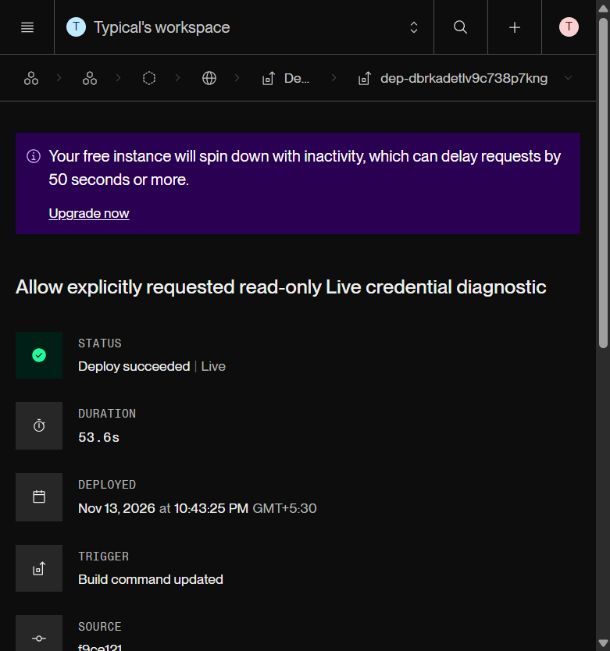 T Typical's workspace T
De... dep-dbrkadetlv9c738p7kng
Your free instance will spin down with inactivity, which can delay requests by
50 seconds or more.
Upgrade now
Allow explicitly requested read-only Live credential diagnostic
STATUS
Deploy succeeded | Live
DURATION
53.6s
DEPLOYED
Nov 13, 2026 at 10:43:25 PM GMT+5:30
TRIGGER
Build command updated
SOURCE
f9ce121